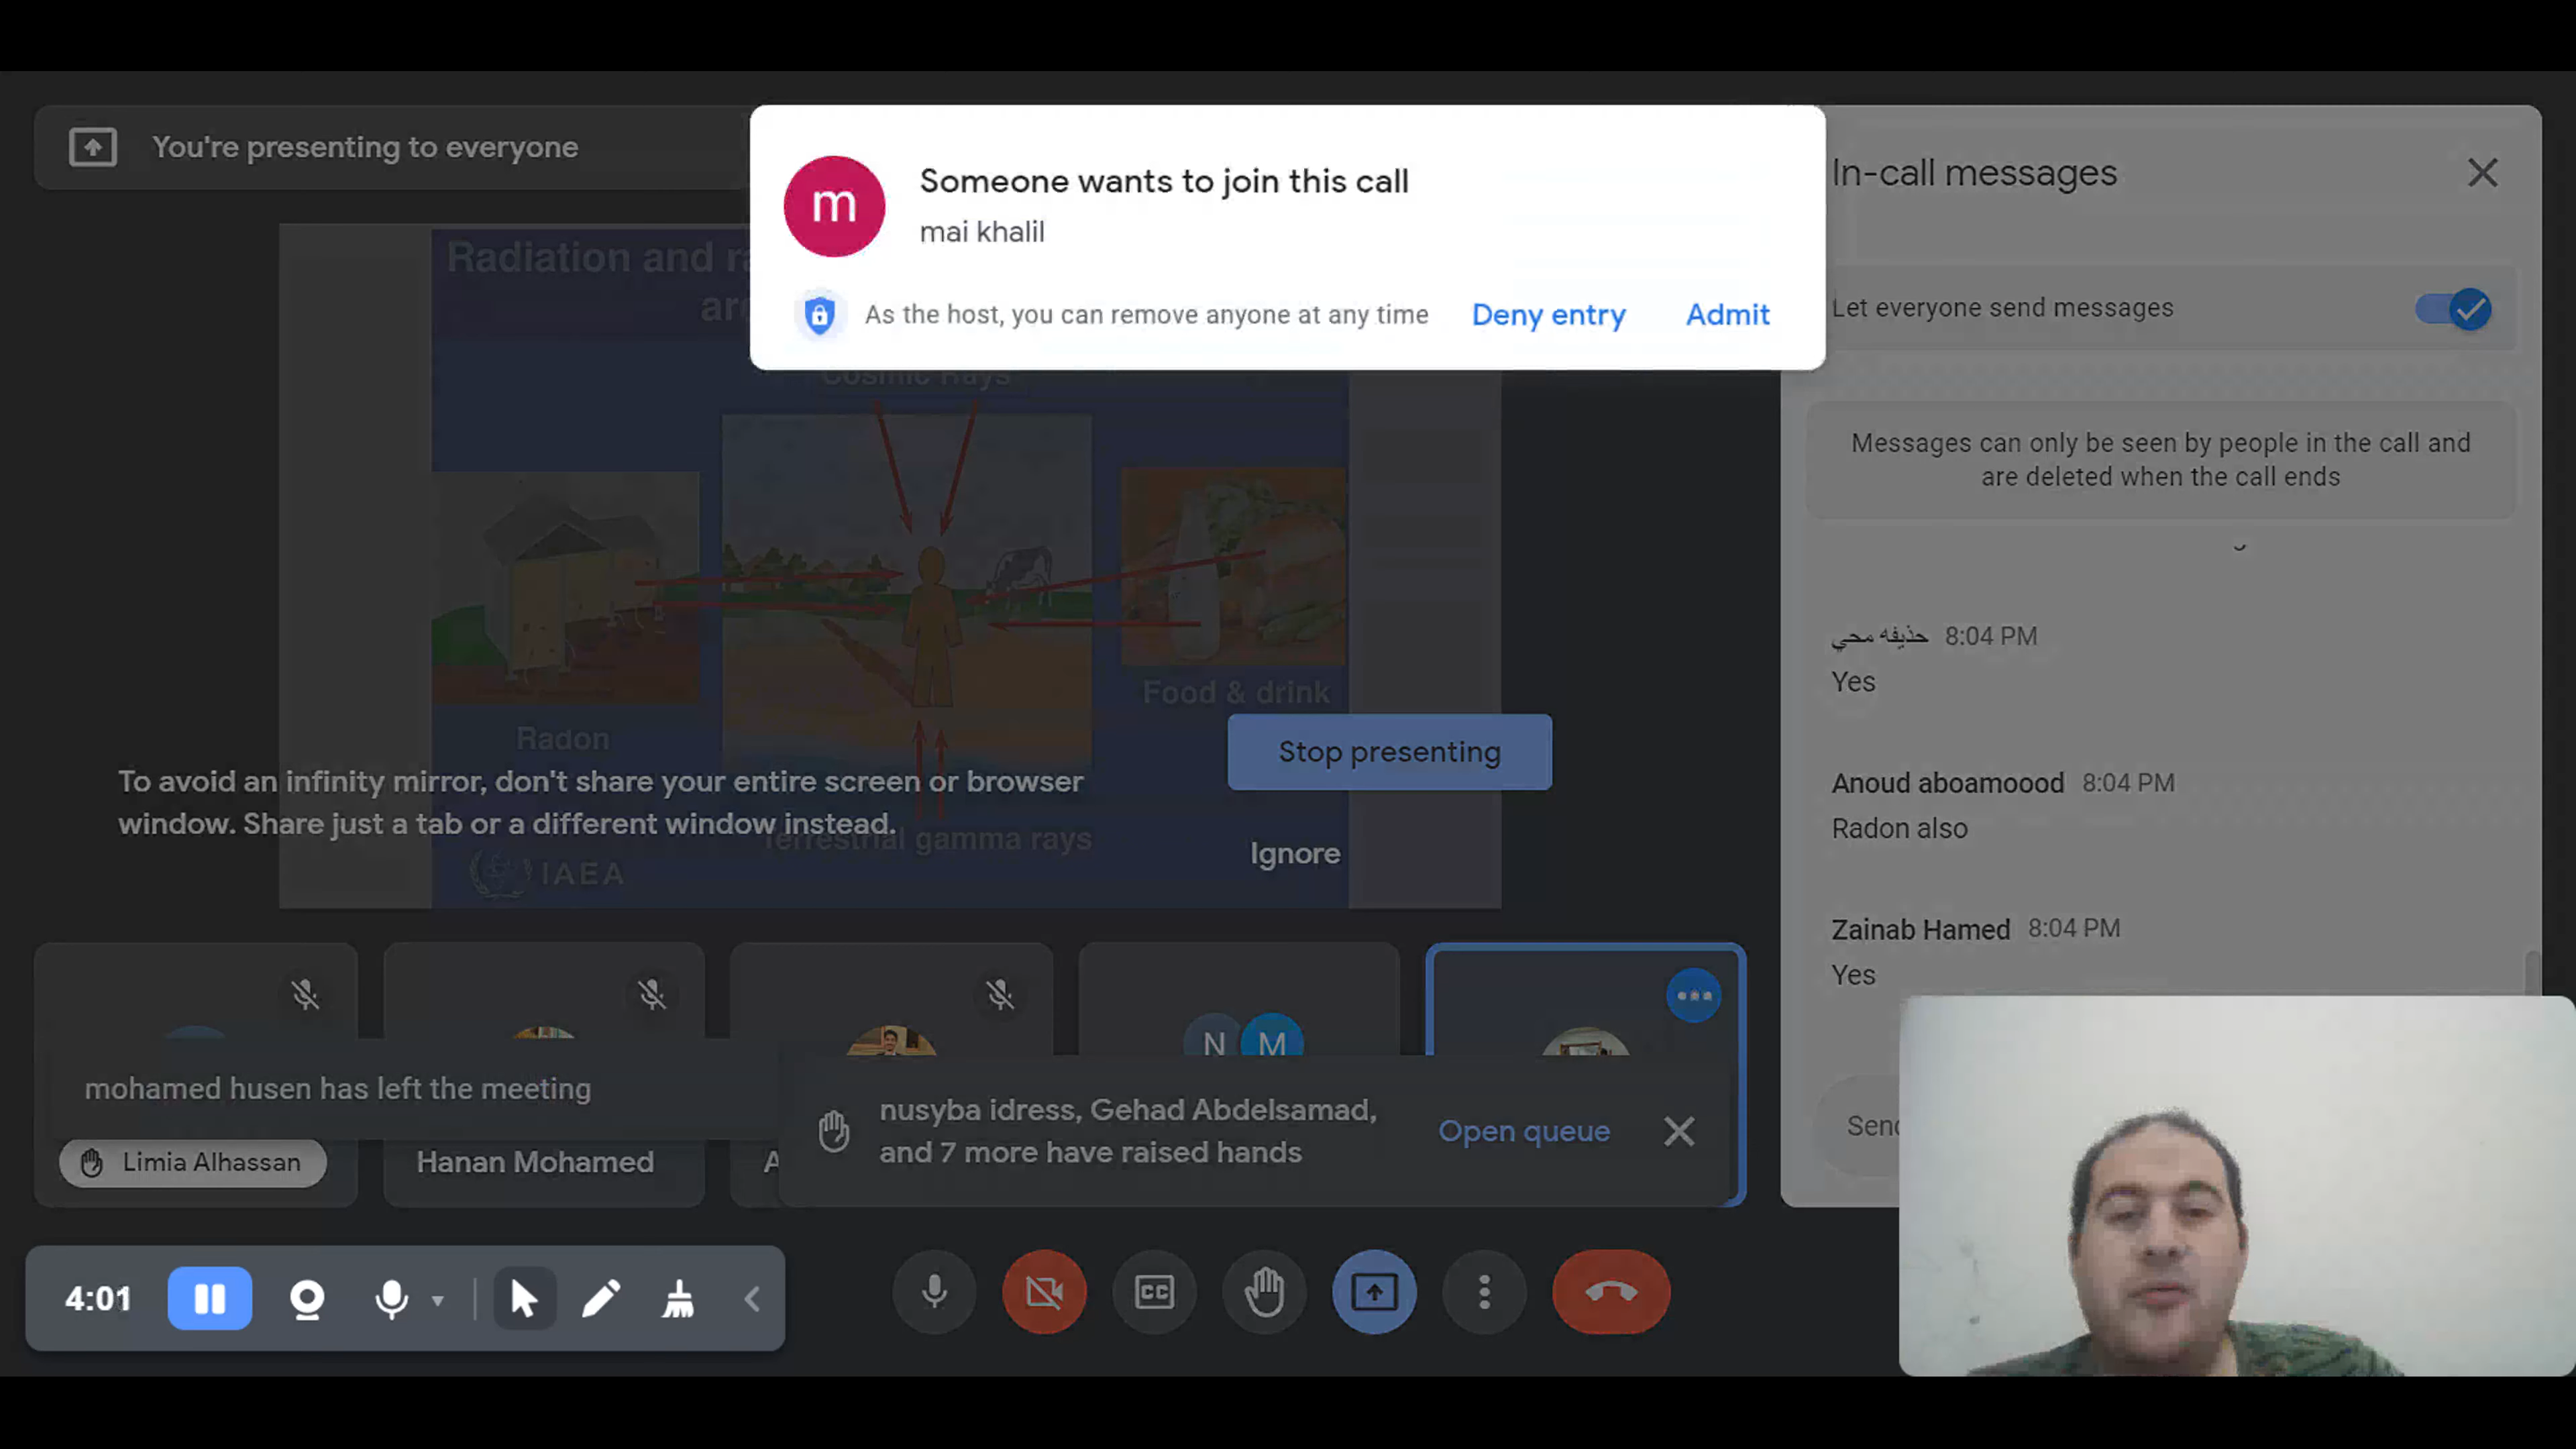 You're presenting to everyone
m
Someone wants to join this call
mai khalil
As the host, you can remove anyone at any time
Deny entry
Admit
In-call messages
Let everyone send messages
Messages can only be seen by people in the call and
are deleted when the call ends
حذيفه محي 8:04 PM
Yes
Anoud aboamoood 8:04 PM
Radon also
Zainab Hamed 8:04 PM
Yes
Radiation and
Cosmic Rays
Food & drink
Radon
Terrestrial gamma rays
IAEA
To avoid an infinity mirror, don't share your entire screen or browser
window. Share just a tab or a different window instead.
Stop presenting
Ignore
N M
mohamed husen has left the meeting
Limia Alhassan
Hanan Mohamed
A
nusyba idress, Gehad Abdelsamad,
and 7 more have raised hands
Open queue
4:01
CC